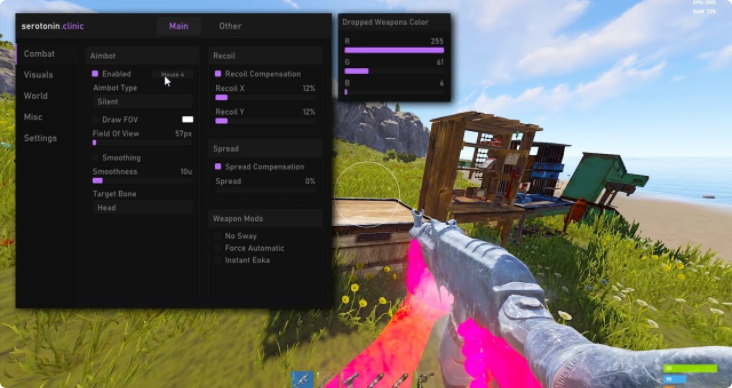 serotonin.clinic
Main
Other
Combat
Visuals
World
Misc
Settings
Aimbot
Enabled
Mouse 4
Aimbot Type
Silent
Draw FOV
Field Of View 57px
Smoothing
Smoothness 10u
Target Bone
Head
Recoil
Recoil Compensation
Recoil X 12%
Recoil Y 12%
Spread
Spread Compensation
Spread 0%
Weapon Mods
No Sway
Force Automatic
Instant Eoka
Dropped Weapons Color
R 255
G 61
B 6